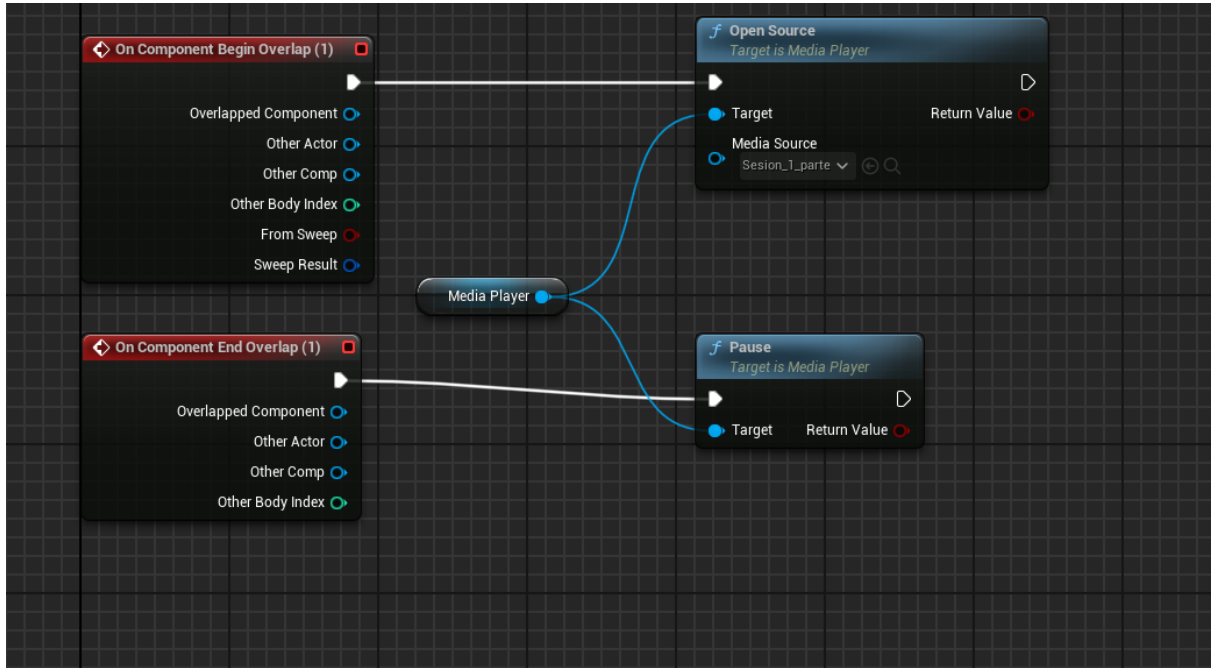 On Component Begin Overlap (1)
Overlapped Component
Other Actor
Other Comp
Other Body Index
From Sweep
Sweep Result
f Open Source
Target is Media Player
Target
Return Value
Media Source
Sesion_1_parte
Media Player
On Component End Overlap (1)
Overlapped Component
Other Actor
Other Comp
Other Body Index
f Pause
Target is Media Player
Target
Return Value